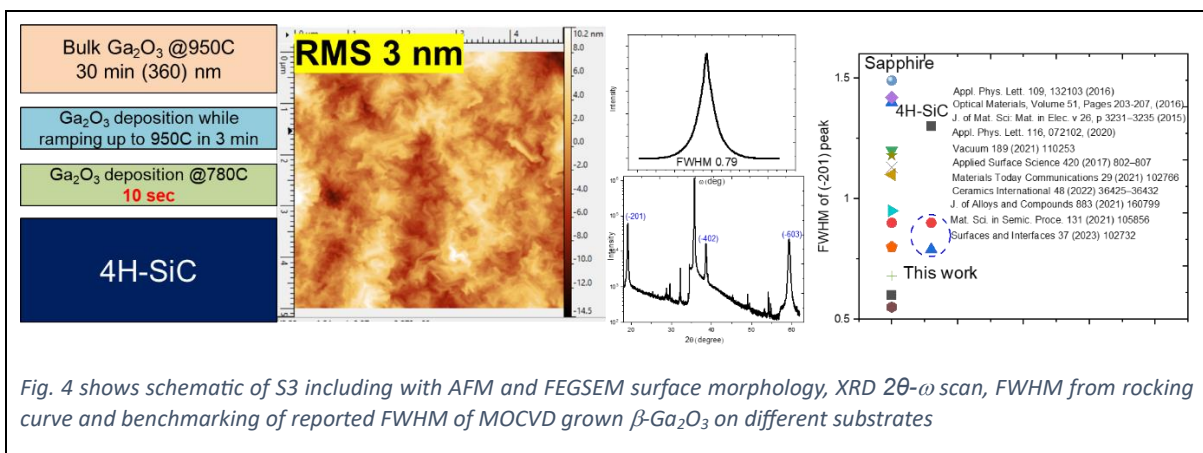 Bulk Ga₂O₃ @950C
30 min (360) nm
Ga₂O₃ deposition while
ramping up to 950C in 3 min
Ga₂O₃ deposition @780C
10 sec
4H-SiC
RMS 3 nm
10.2 nm
8.0
6.0
4.0
2.0
0.0
-2.0
-4.0
-6.0
-8.0
-10.0
-14.5
Intensity
FWHM 0.79
ω(deg)
Intensity
(-201)
(-402)
(-603)
20
30
40
50
60
2θ(degree)
FWHM of (-201) peak
1.5
1
0.5
Sapphire
4H-SiC
Appl. Phys. Lett. 109, 132103 (2016)
Optical Materials, Volume 51, Pages 203-207, (2016)
J. of Mat. Sci: Mat. in Elec. v 26, p 3231–3235 (2015)
Appl. Phys. Lett. 116, 072102, (2020)
Vacuum 189 (2021) 110253
Applied Surface Science 420 (2017) 802–807
Materials Today Communications 29 (2021) 102766
Ceramics International 48 (2022) 36425–36432
J. of Alloys and Compounds 883 (2021) 160799
Mat. Sci. in Semic. Proce. 131 (2021) 105856
Surfaces and Interfaces 37 (2023) 102732
This work
Fig. 4 shows schematic of S3 including with AFM and FEGSEM surface morphology, XRD 2θ-ω scan, FWHM from rocking
curve and benchmarking of reported FWHM of MOCVD grown β-Ga₂O₃ on different substrates